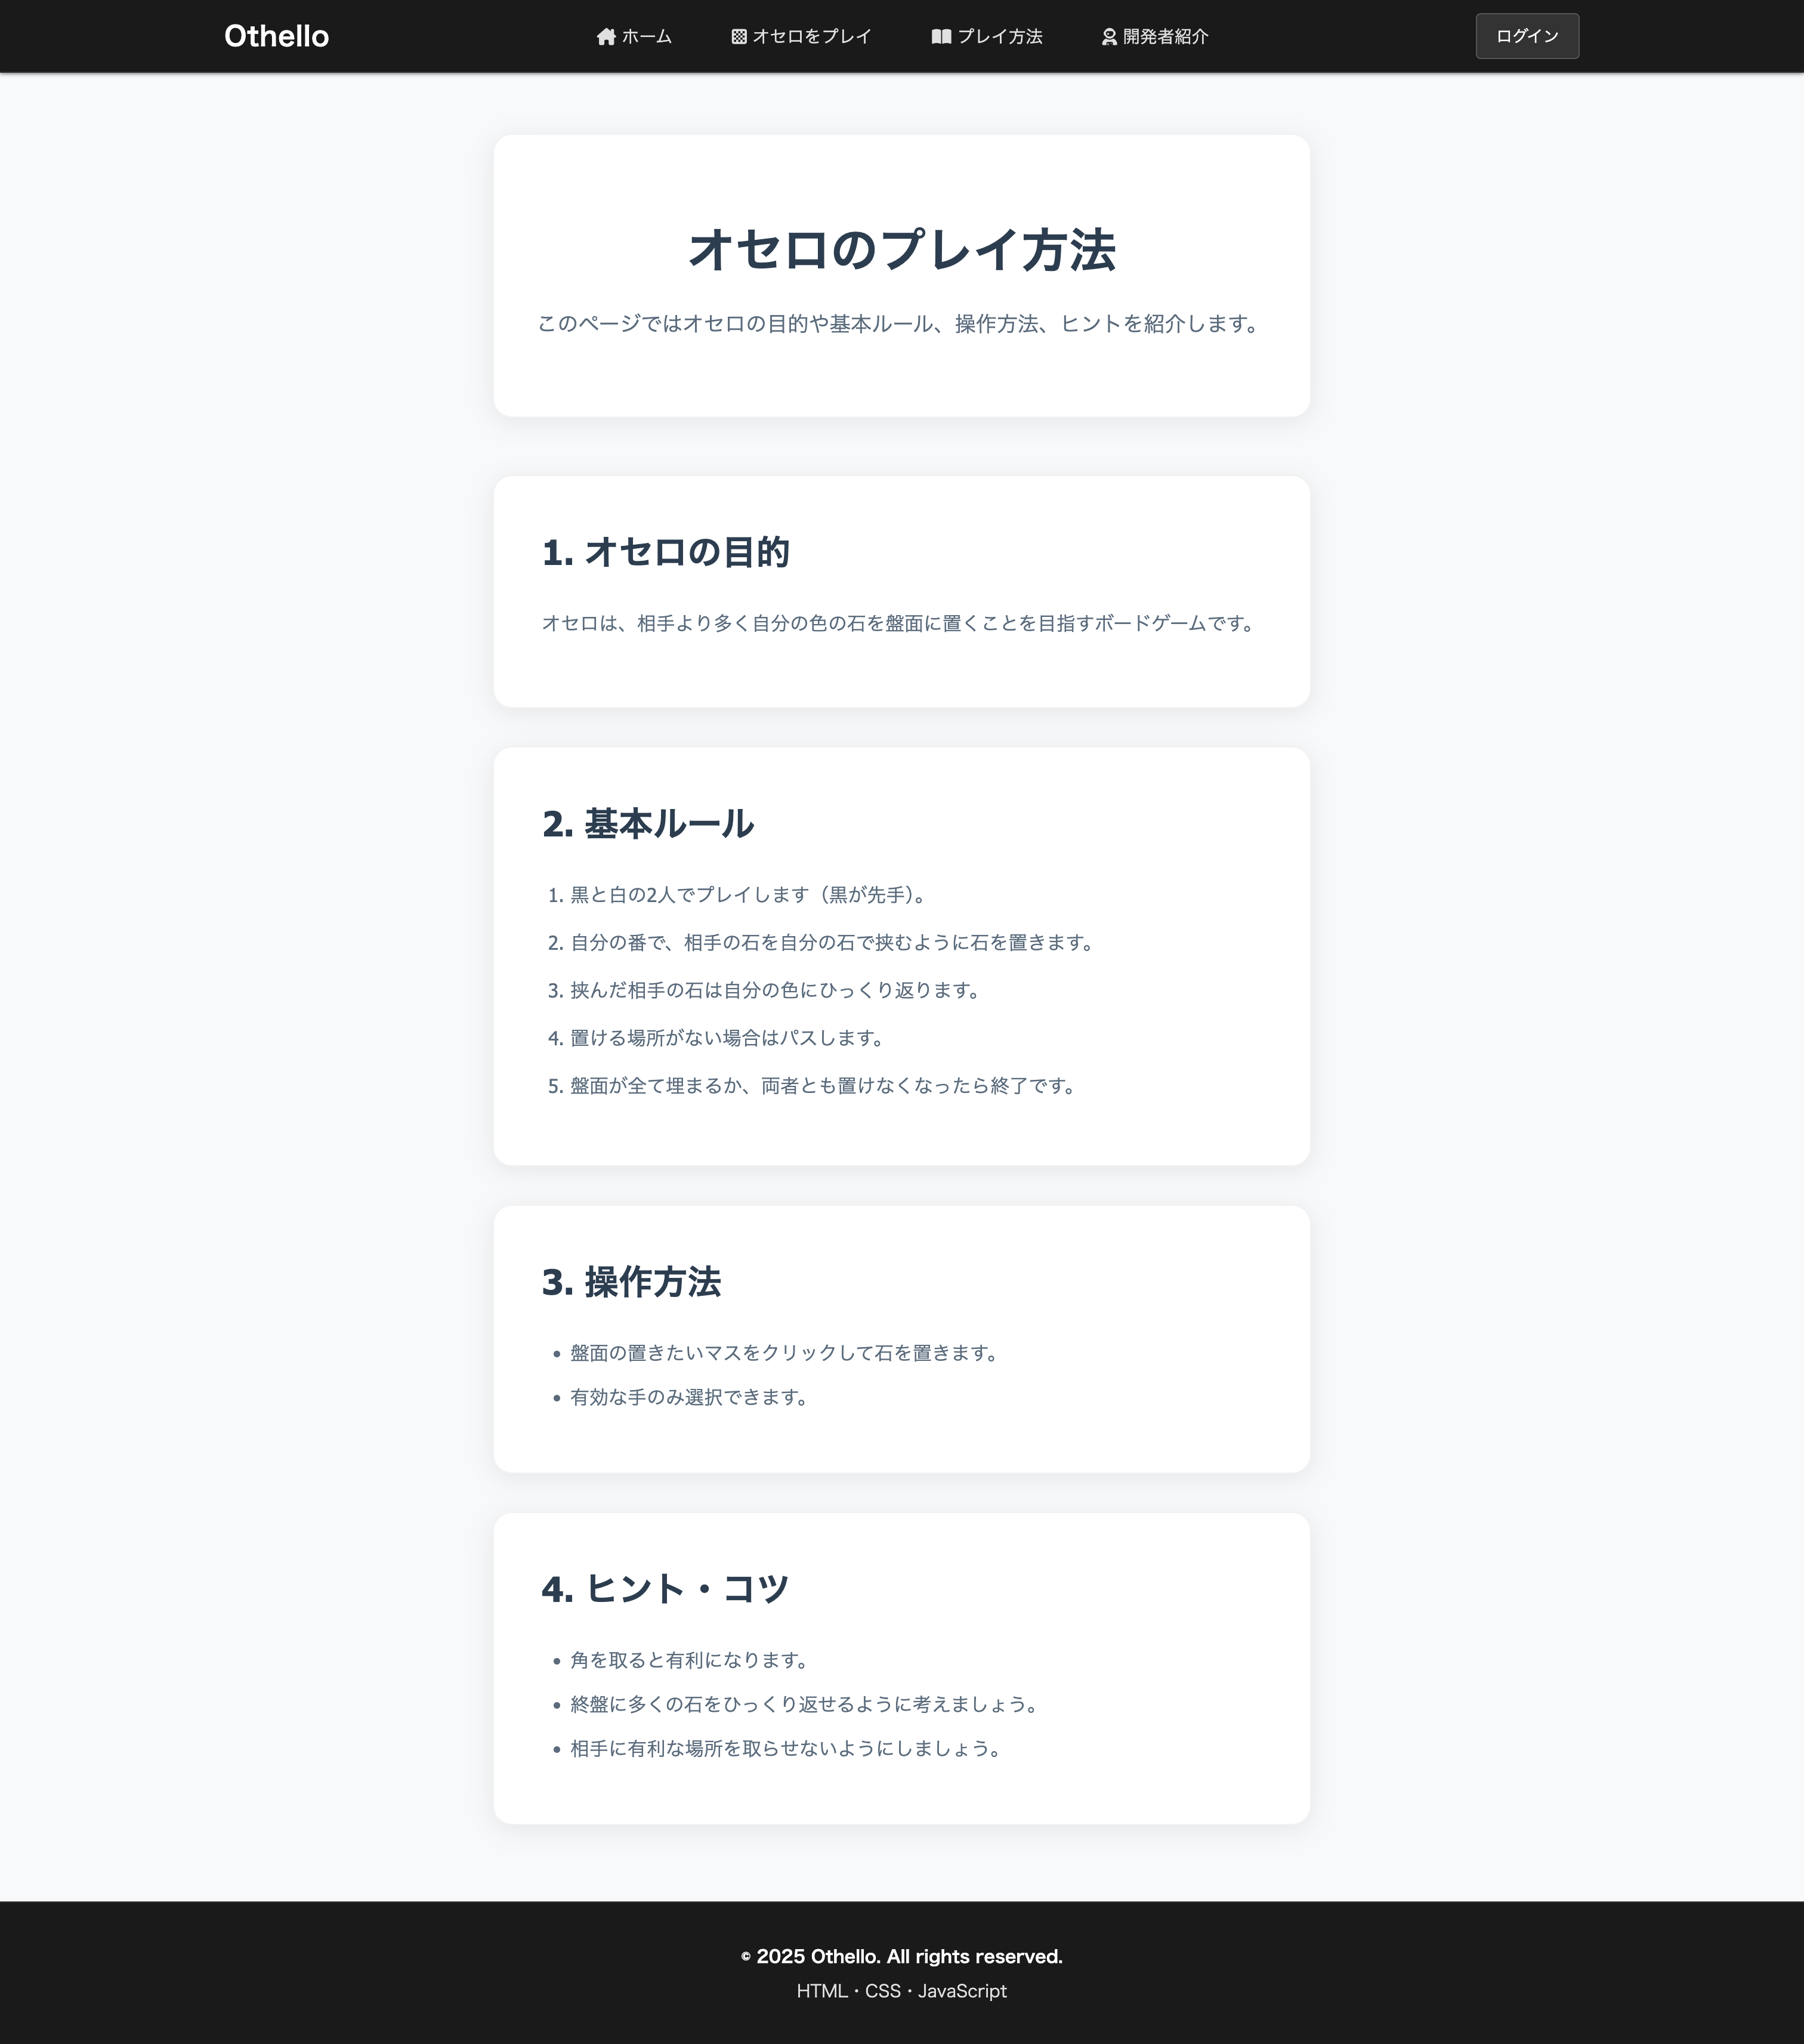 Othello
ホーム
オセロをプレイ
プレイ方法
開発者紹介
ログイン
オセロのプレイ方法
このページではオセロの目的や基本ルール、操作方法、ヒントを紹介します。
1. オセロの目的
オセロは、相手より多く自分の色の石を盤面に置くことを目指すボードゲームです。
2. 基本ルール
1. 黒と白の2人でプレイします（黒が先手）。
2. 自分の番で、相手の石を自分の石で挟むように石を置きます。
3. 挟んだ相手の石は自分の色にひっくり返ります。
4. 置ける場所がない場合はパスします。
5. 盤面が全て埋まるか、両者とも置けなくなったら終了です。
3. 操作方法
• 盤面の置きたいマスをクリックして石を置きます。
• 有効な手のみ選択できます。
4. ヒント・コツ
• 角を取ると有利になります。
• 終盤に多くの石をひっくり返せるように考えましょう。
• 相手に有利な場所を取らせないようにしましょう。
© 2025 Othello. All rights reserved.
HTML・CSS・JavaScript